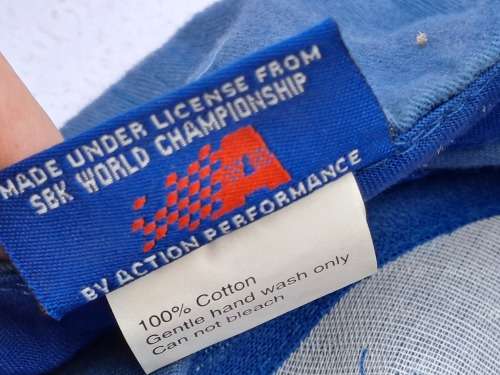 MADE UNDER LICENSE FROM
SBK WORLD CHAMPIONSHIP
BY ACTION PERFORMANCE
100% Cotton
Gentle hand wash only
Can not bleach